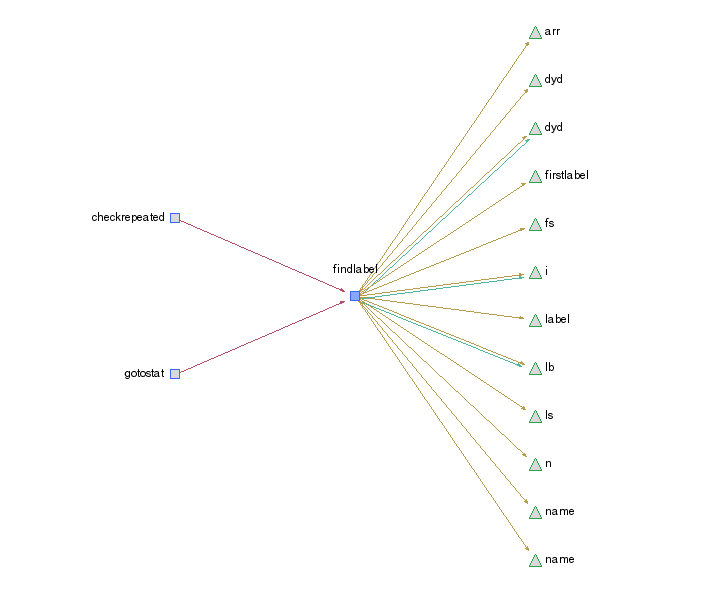 arr
dyd
dyd
firstlabel
checkrepeated
fs
findlabel
i
label
gotostat
lb
ls
n
name
name